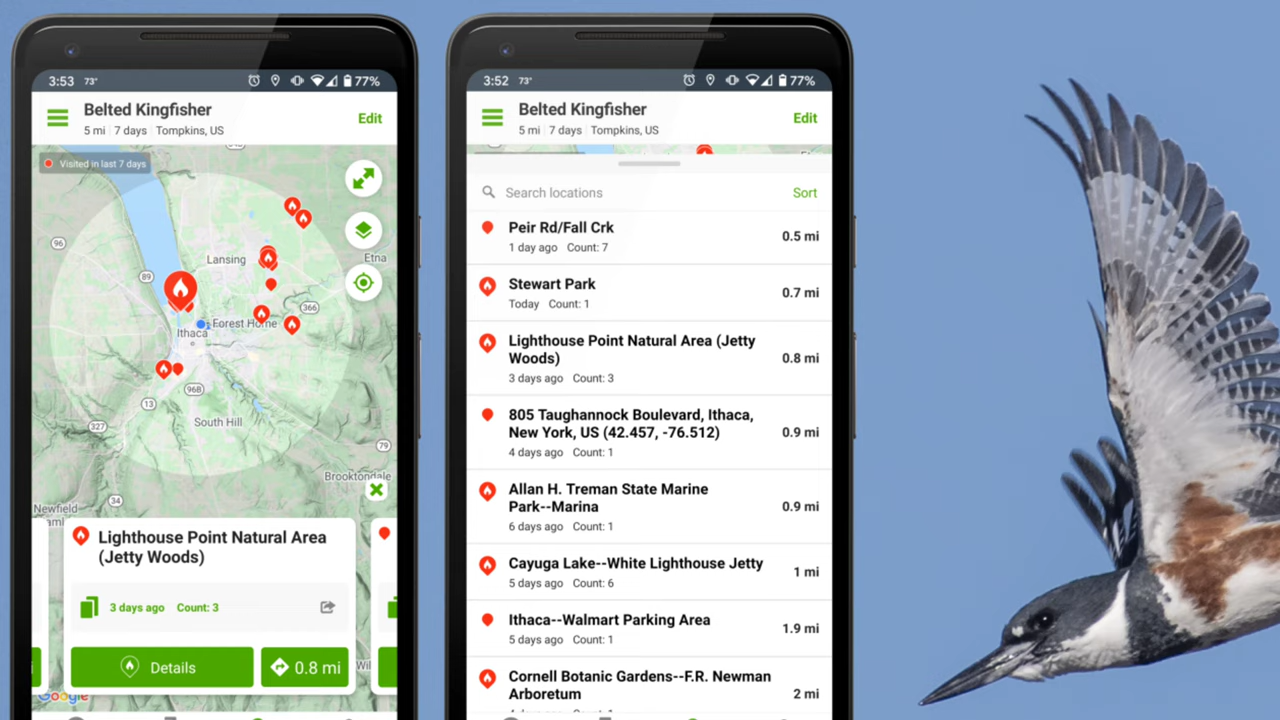 3:53 73° 77%
Belted Kingfisher
5 mi 7 days Tompkins, US
Edit
Visited in last 7 days
96
Lansing
Etna
89
366
Forest Home
Ithaca
96B
13
327
South Hill
79
Brooktondale
34
Newfield
Lighthouse Point Natural Area
(Jetty Woods)
3 days ago Count: 3
Details
0.8 mi
Google
3:52 73° 77%
Belted Kingfisher
5 mi 7 days Tompkins, US
Edit
Search locations
Sort
Peir Rd/Fall Crk
1 day ago Count: 7
0.5 mi
Stewart Park
Today Count: 1
0.7 mi
Lighthouse Point Natural Area (Jetty
Woods)
3 days ago Count: 3
0.8 mi
805 Taughannock Boulevard, Ithaca,
New York, US (42.457, -76.512)
4 days ago Count: 1
0.9 mi
Allan H. Treman State Marine
Park--Marina
6 days ago Count: 1
0.9 mi
Cayuga Lake--White Lighthouse Jetty
5 days ago Count: 6
1 mi
Ithaca--Walmart Parking Area
5 days ago Count: 1
1.9 mi
Cornell Botanic Gardens--F.R. Newman
Arboretum
2 mi